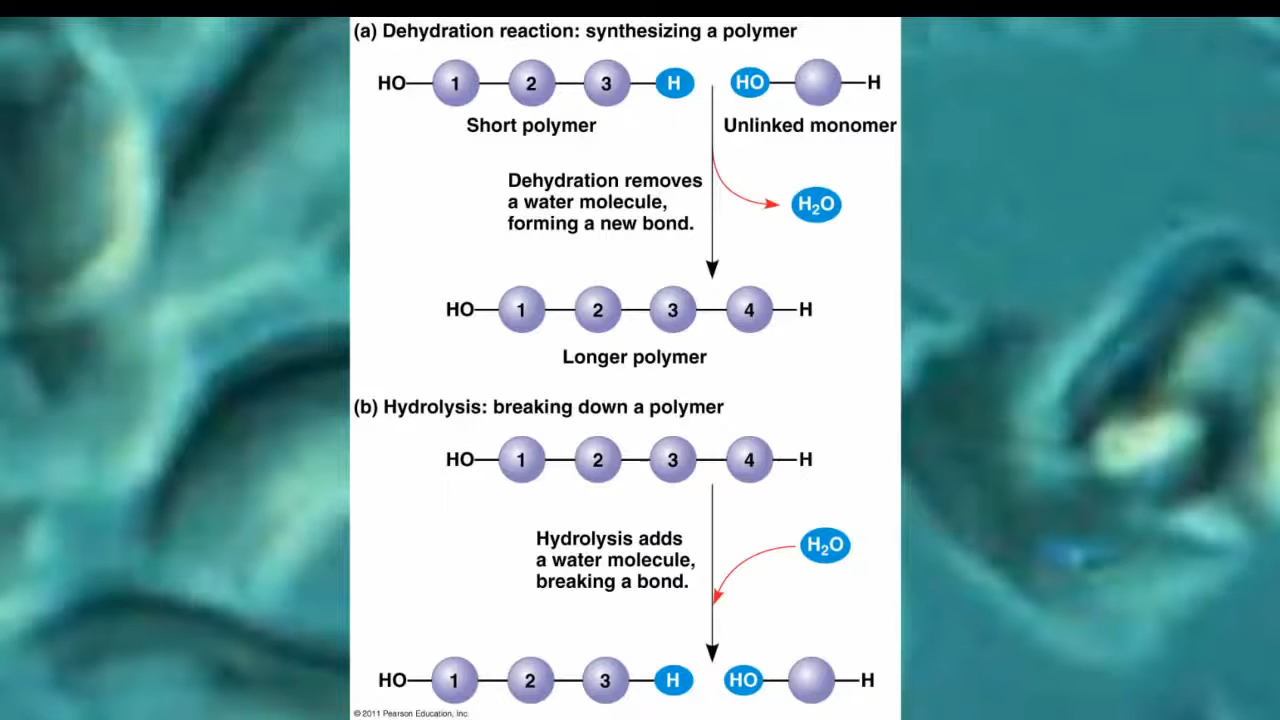 (a) Dehydration reaction: synthesizing a polymer
HO 1 2 3 H HO H
Short polymer Unlinked monomer
Dehydration removes
a water molecule,
forming a new bond.
H₂O
HO 1 2 3 4 H
Longer polymer
(b) Hydrolysis: breaking down a polymer
HO 1 2 3 4 H
Hydrolysis adds
a water molecule,
breaking a bond.
H₂O
HO 1 2 3 H HO H
© 2011 Pearson Education, Inc.